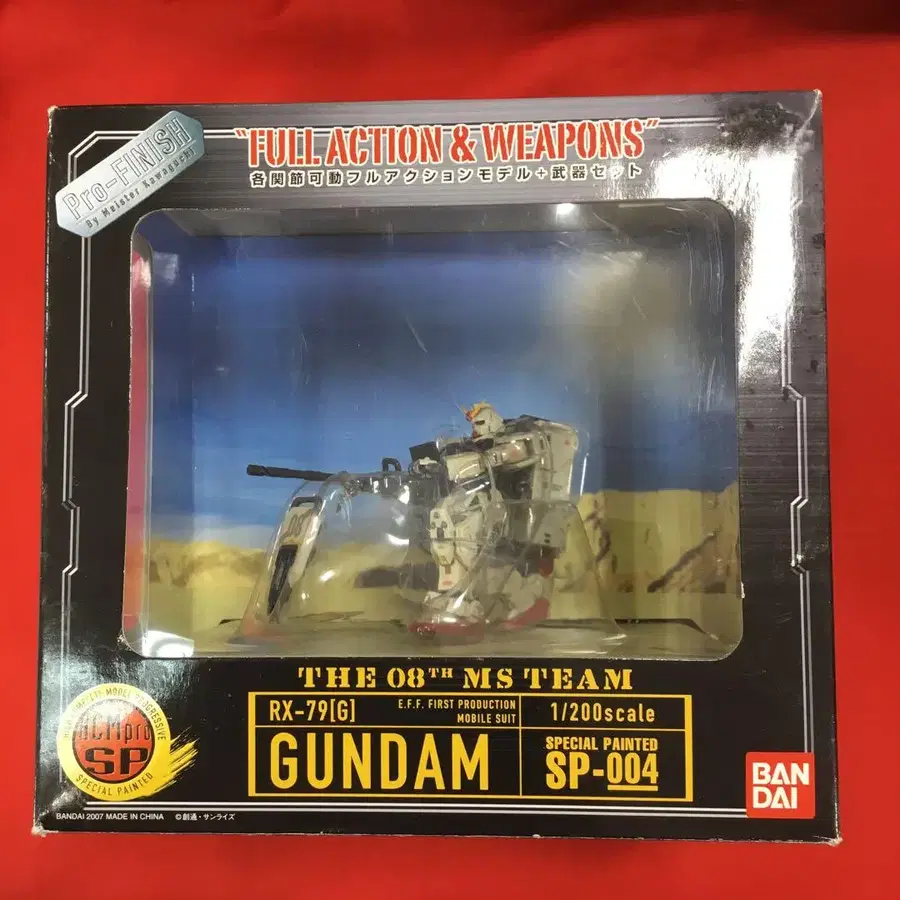 Pro-FINISH
By Meister Kawaguchi
"FULL ACTION & WEAPONS"
各関節可動フルアクションモデル+武器セット
THE 08TH MS TEAM
RX-79[G]
E.F.F. FIRST PRODUCTION
MOBILE SUIT
1/200scale
GUNDAM
SPECIAL PAINTED
SP-004
HCMpro
SP
SPECIAL PAINTED
BAN
DAI
BANDAI 2007 MADE IN CHINA ©創通・サンライズ